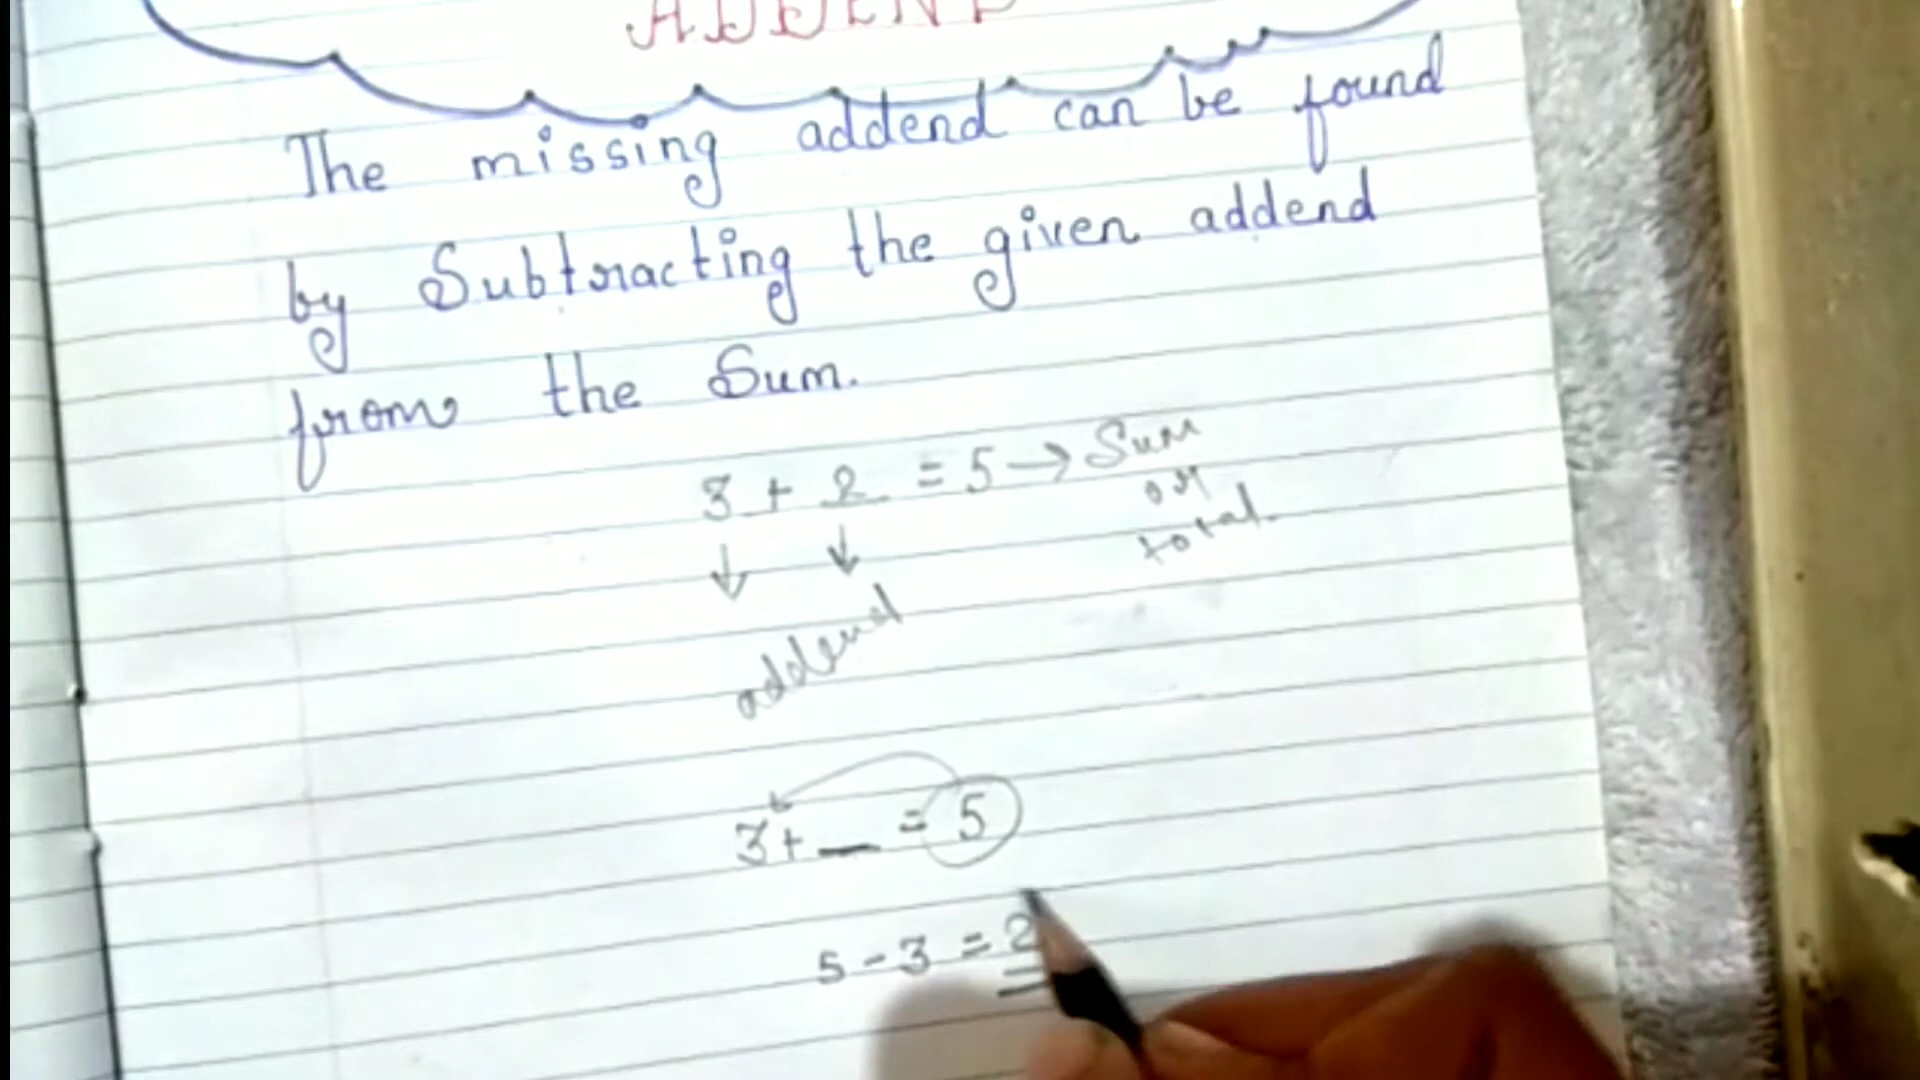 ADDEND
The missing addend can be found
by Subtracting the given addend
from the Sum.
3 + 2 = 5 → Sum
or
total.
addend
3 + __ = 5
5 - 3 = 2